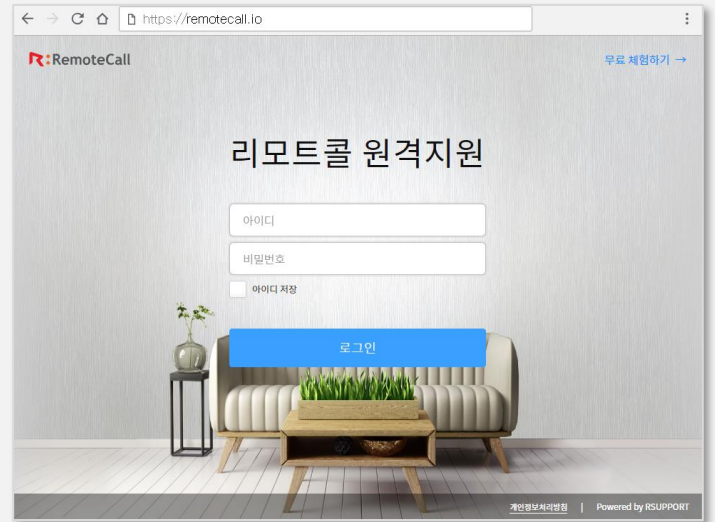 https://remotecall.io
RemoteCall
무료 체험하기 →
리모트콜 원격지원
아이디
비밀번호
아이디 저장
로그인
개인정보처리방침 | Powered by RSUPPORT